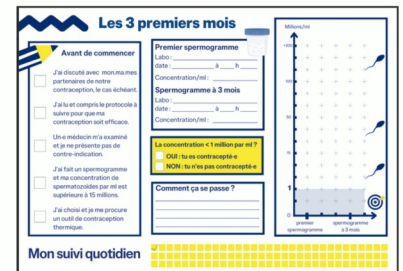 Les 3 premiers mois
Avant de commencer
J'ai discuté avec mon·ma·mes
partenaires de notre
contraception, le cas échéant.
J'ai lu et compris le protocole à
suivre pour que ma
contraception soit efficace.
Un·e médecin m'a examiné
et je ne présente pas de
contre-indication.
J'ai fait un spermogramme
et ma concentration de
spermatozoïdes par ml est
supérieure à 15 millions.
J'ai choisi et je me procure
un outil de contraception
thermique.
Premier spermogramme
Labo :
date : à h
Concentration/ml :
Spermogramme à 3 mois
Labo :
date : à h
Concentration/ml :
La concentration < 1 million par ml ?
OUI : tu es contracepté·e
NON : tu n'es pas contracepté·e
Comment ça se passe ?
Millions/ml
1
0
premier
spermogramme
spermogramme
à 3 mois
Mon suivi quotidien